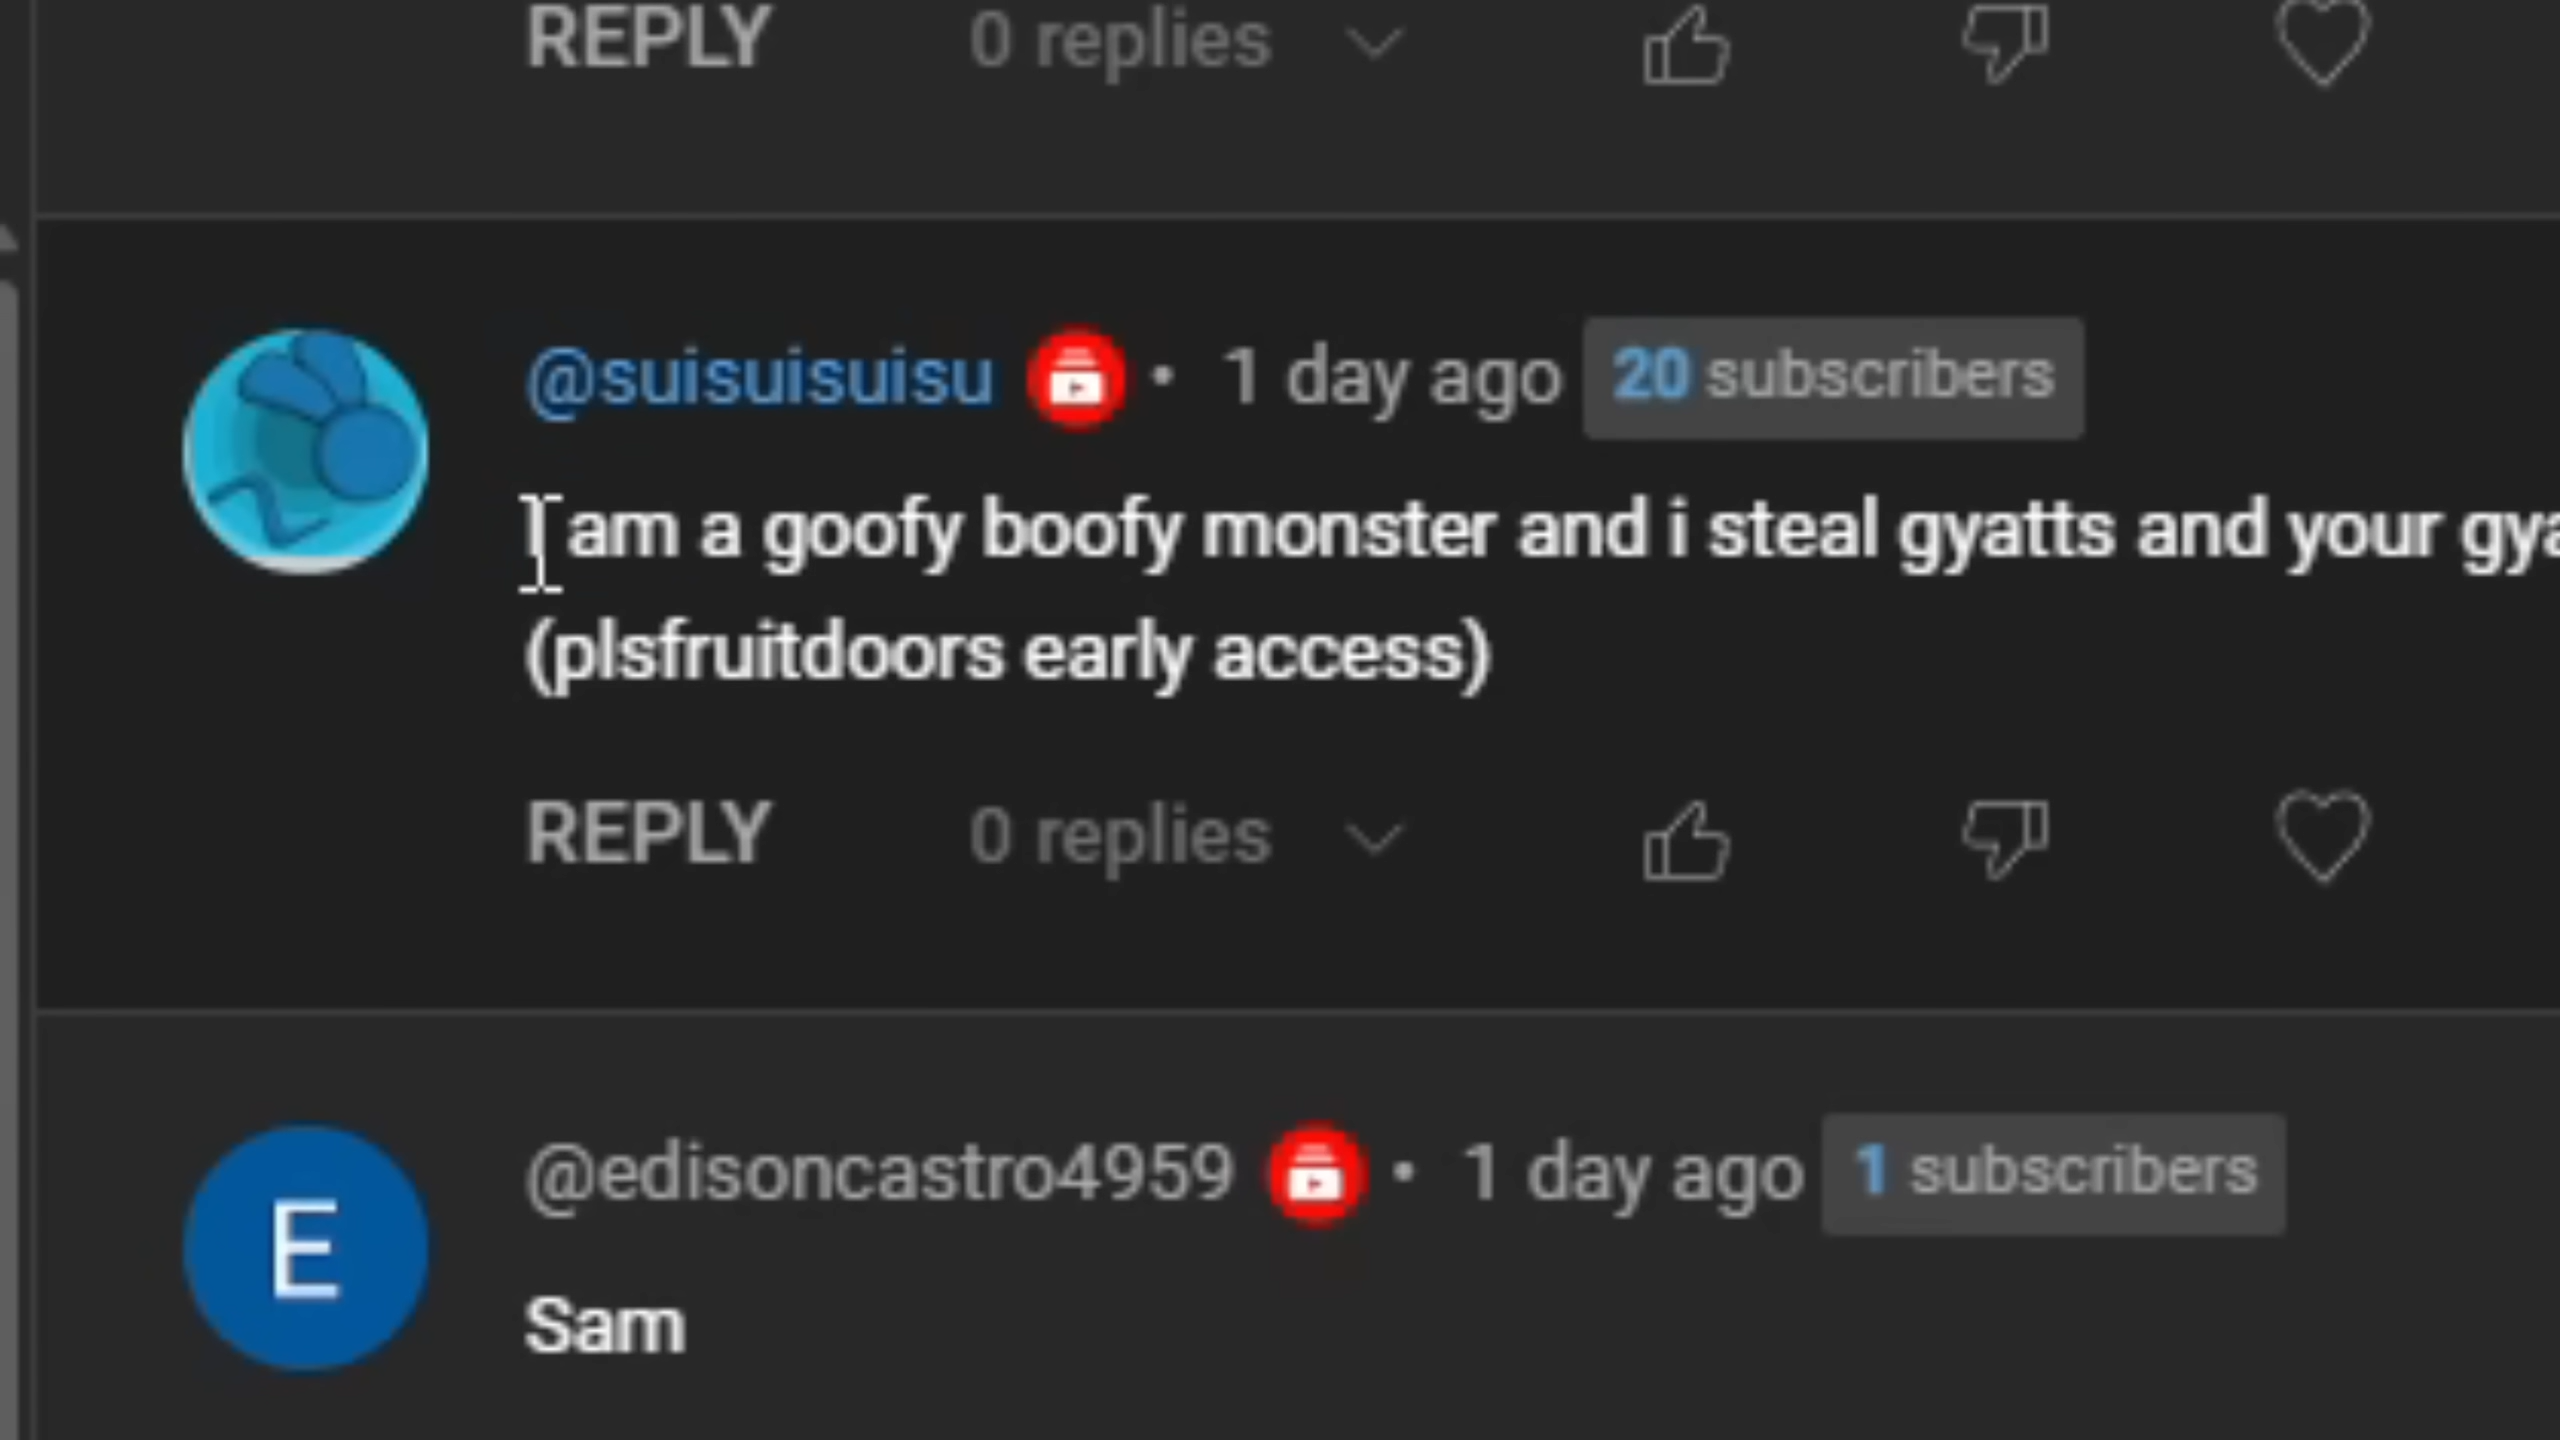 REPLY 0 replies
@suisuisuisu • 1 day ago 20 subscribers
I am a goofy boofy monster and i steal gyatts and your
(plsfruitdoors early access)
REPLY 0 replies
E @edisoncastro4959 • 1 day ago 1 subscribers
Sam